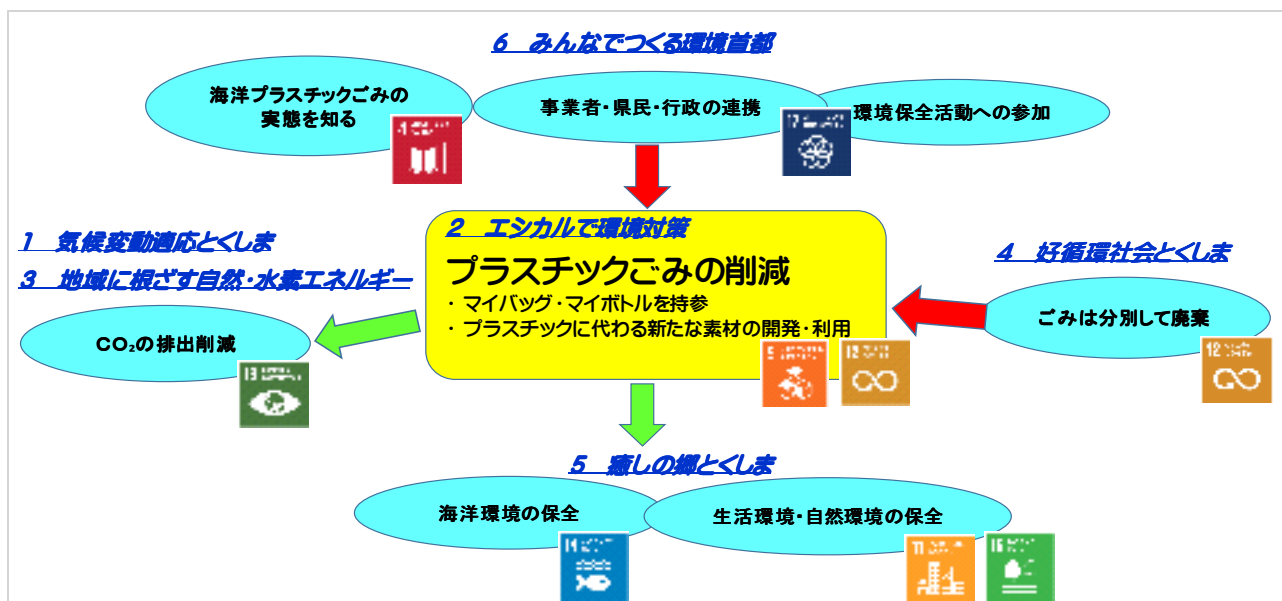 6 みんなでつくる環境首都
海洋プラスチックごみの
実態を知る
事業者・県民・行政の連携
環境保全活動への参加
4
17
1 気候変動適応とくしま
3 地域に根ざす自然・水素エネルギー
CO₂の排出削減
13
2 エシカルで環境対策
プラスチックごみの削減
・ マイバッグ・マイボトルを持参
・ プラスチックに代わる新たな素材の開発・利用
12
4 好循環社会とくしま
ごみは分別して廃棄
12
5 癒しの郷とくしま
海洋環境の保全
生活環境・自然環境の保全
14
11